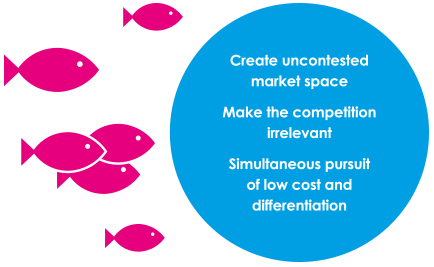 Create uncontested
market space
Make the competition
irrelevant
Simultaneous pursuit
of low cost and
differentiation